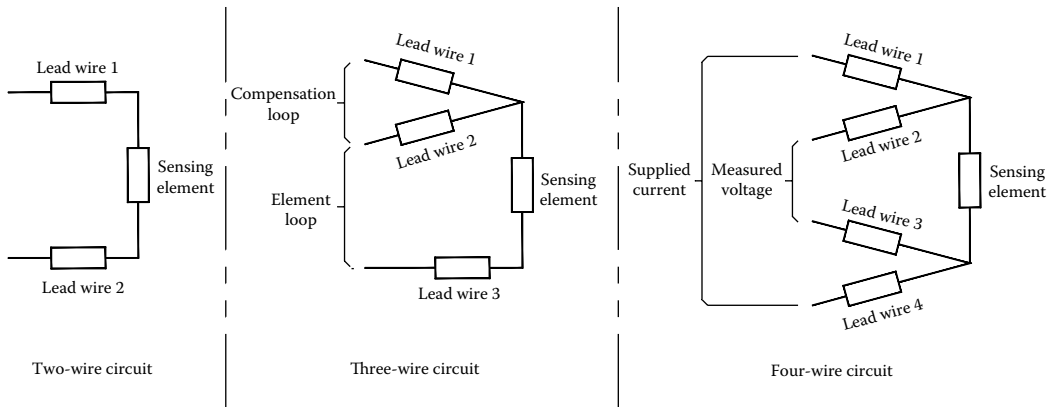 Lead wire 1
Sensing
element
Lead wire 2
Two-wire circuit
Lead wire 1
Compensation
loop
Lead wire 2
Element
loop
Sensing
element
Lead wire 3
Three-wire circuit
Lead wire 1
Lead wire 2
Supplied
current
Measured
voltage
Sensing
element
Lead wire 3
Lead wire 4
Four-wire circuit